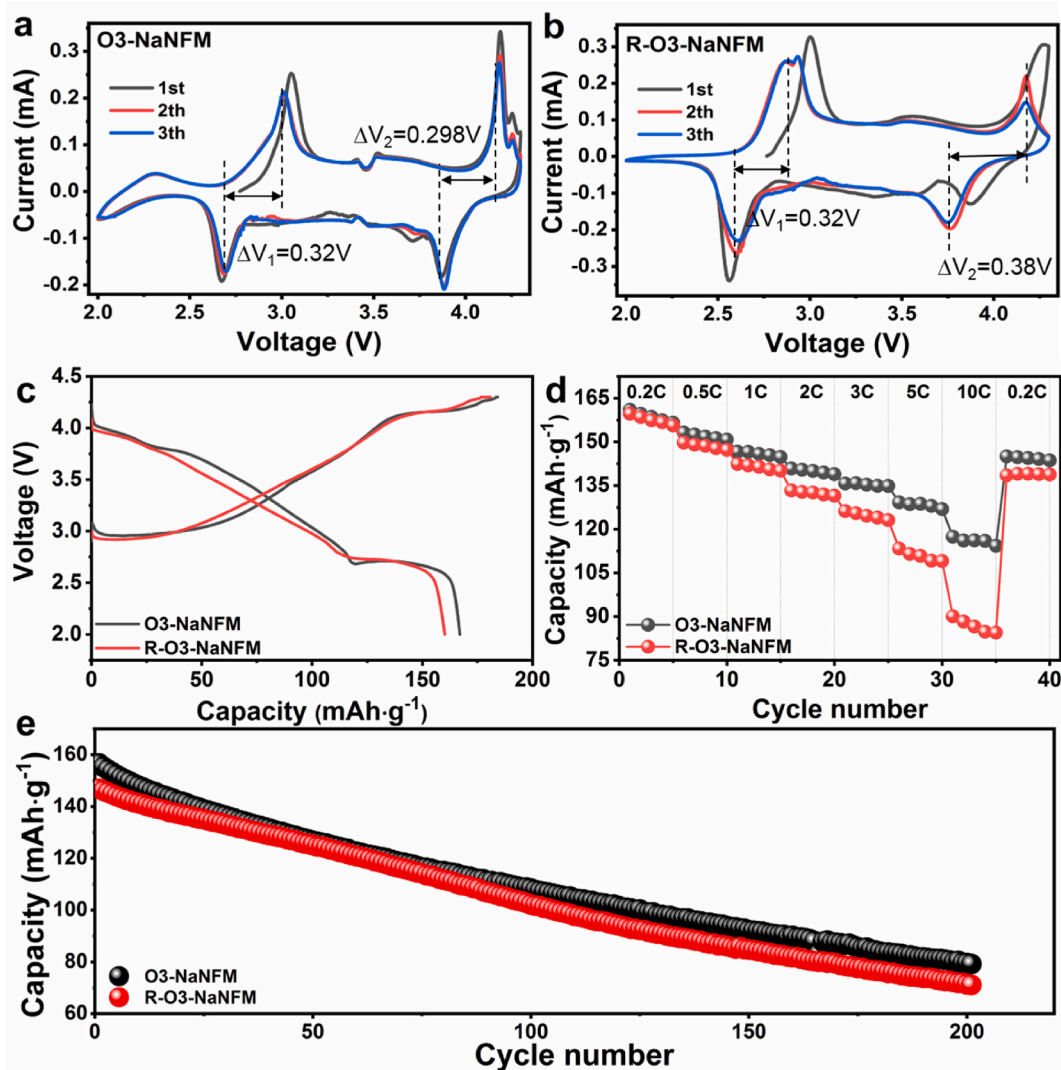 a
O3-NaNFM
1st
2th
3th
ΔV₂=0.298V
ΔV₁=0.32V
Current (mA)
0.3
0.2
0.1
0.0
-0.1
-0.2
2.0 2.5 3.0 3.5 4.0
Voltage (V)
b
R-O3-NaNFM
1st
2th
3th
ΔV₁=0.32V
ΔV₂=0.38V
Current (mA)
0.3
0.2
0.1
0.0
-0.1
-0.2
-0.3
2.0 2.5 3.0 3.5 4.0
Voltage (V)
c
Voltage (V)
4.5
4.0
3.5
3.0
2.5
2.0
O3-NaNFM
R-O3-NaNFM
0 50 100 150 200
Capacity (mAh·g⁻¹)
d
0.2C 0.5C 1C 2C 3C 5C 10C 0.2C
Capacity (mAh·g⁻¹)
165
150
135
120
105
90
75
O3-NaNFM
R-O3-NaNFM
0 10 20 30 40
Cycle number
e
Capacity (mAh·g⁻¹)
160
140
120
100
80
60
O3-NaNFM
R-O3-NaNFM
0 50 100 150 200
Cycle number